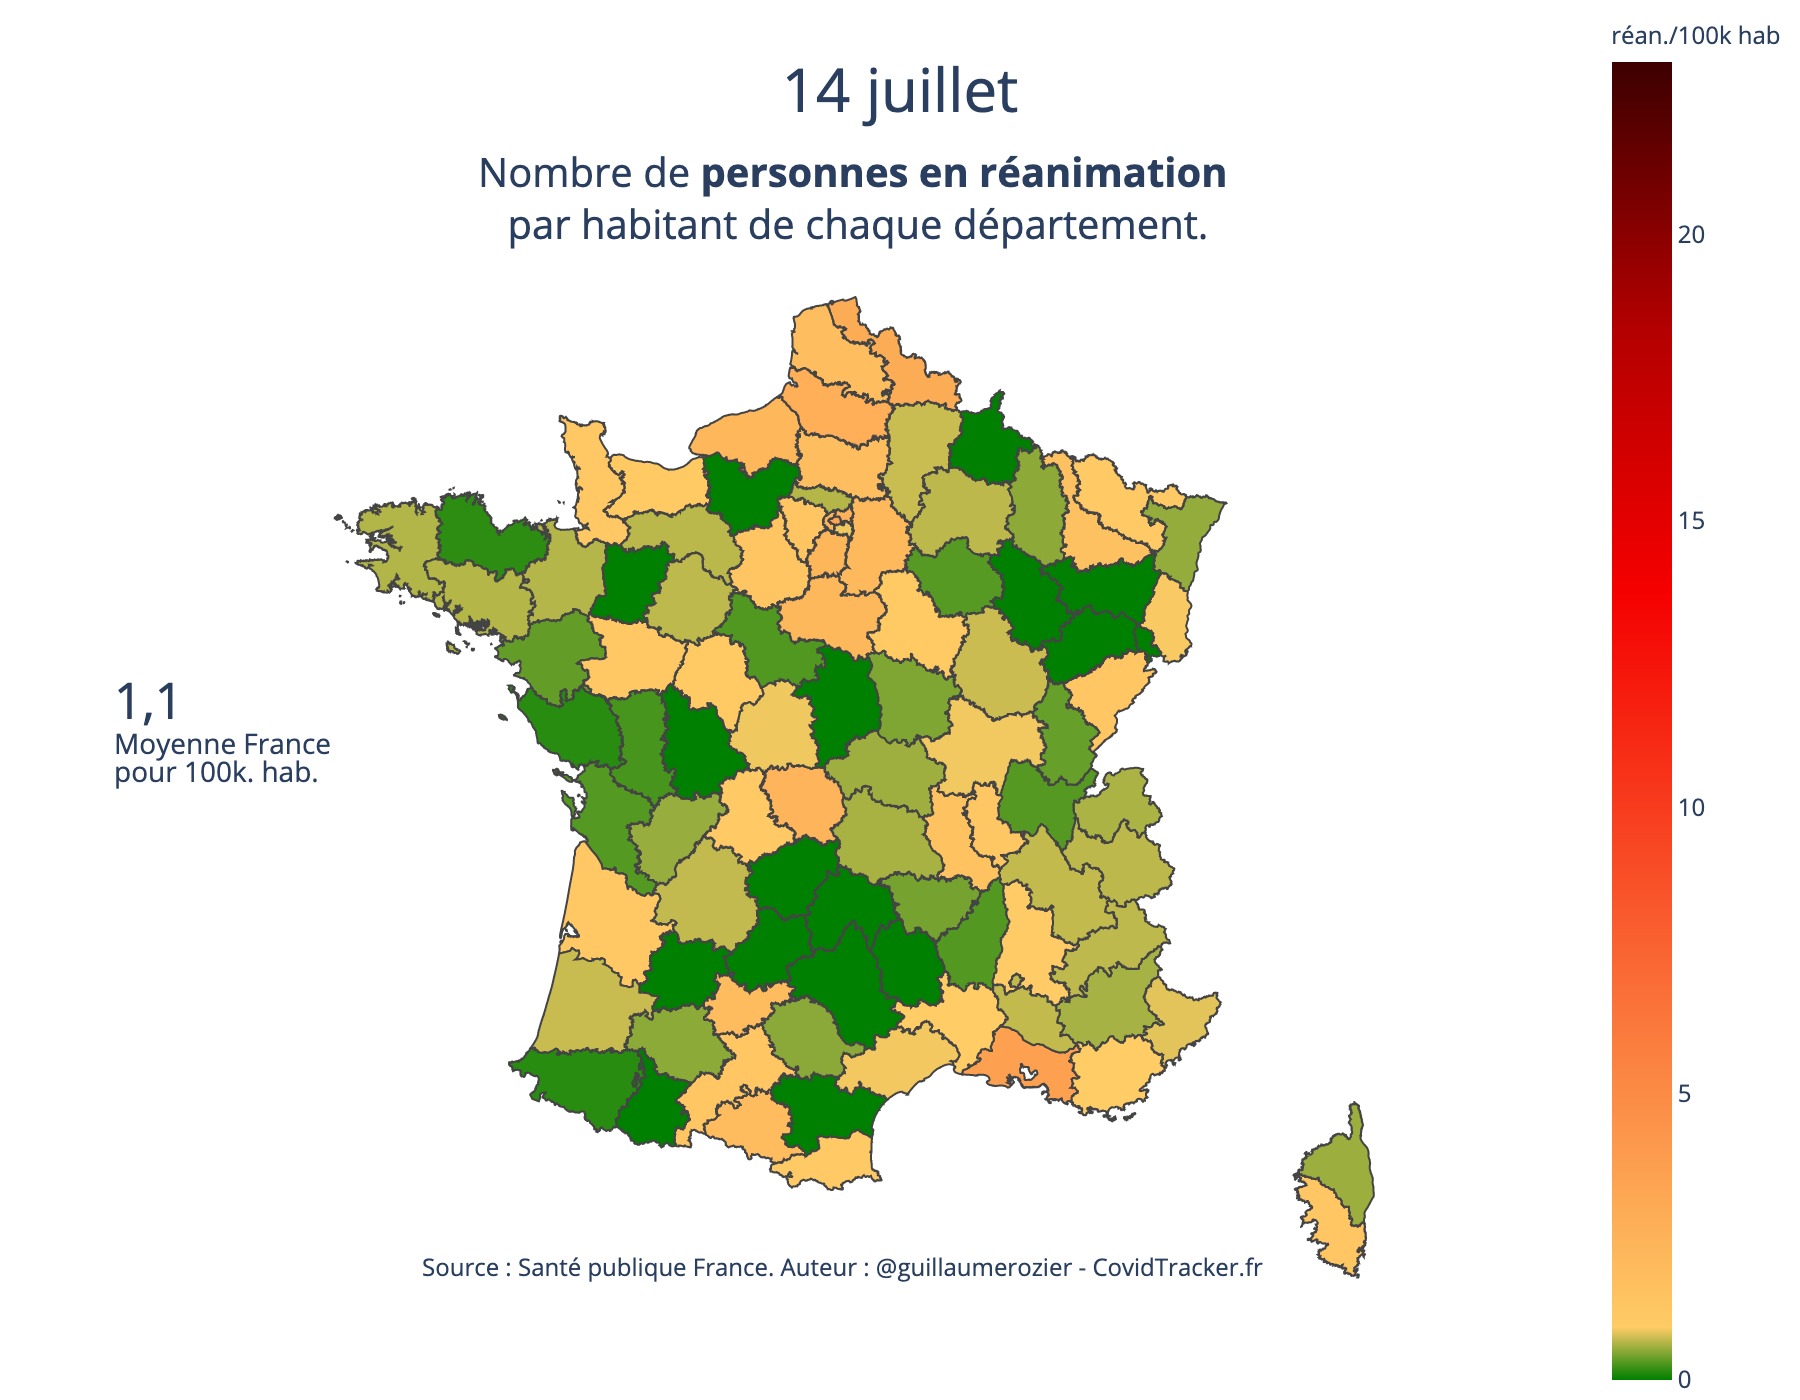 réan./100k hab
14 juillet
Nombre de personnes en réanimation
par habitant de chaque département.
20
15
10
5
0
1,1
Moyenne France
pour 100k. hab.
Source : Santé publique France. Auteur : @guillaumerozier - CovidTracker.fr